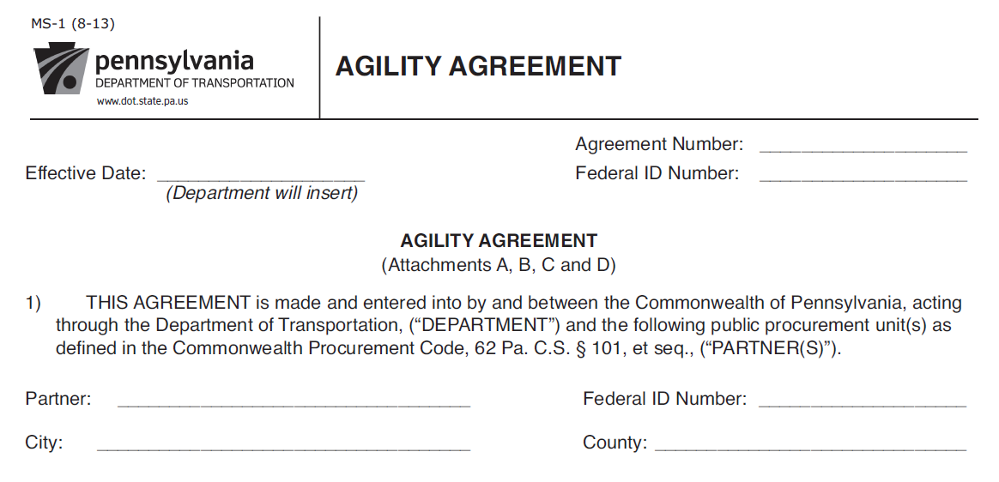 MS-1 (8-13)
pennsylvania
DEPARTMENT OF TRANSPORTATION
www.dot.state.pa.us
AGILITY AGREEMENT
Agreement Number: ____________________
Effective Date: ____________________
Federal ID Number: ____________________
(Department will insert)
AGILITY AGREEMENT
(Attachments A, B, C and D)
1) THIS AGREEMENT is made and entered into by and between the Commonwealth of Pennsylvania, acting
through the Department of Transportation, (“DEPARTMENT”) and the following public procurement unit(s) as
defined in the Commonwealth Procurement Code, 62 Pa. C.S. § 101, et seq., (“PARTNER(S)”).
Partner: __________________________________ Federal ID Number: ____________________
City: ____________________________________ County: ______________________________